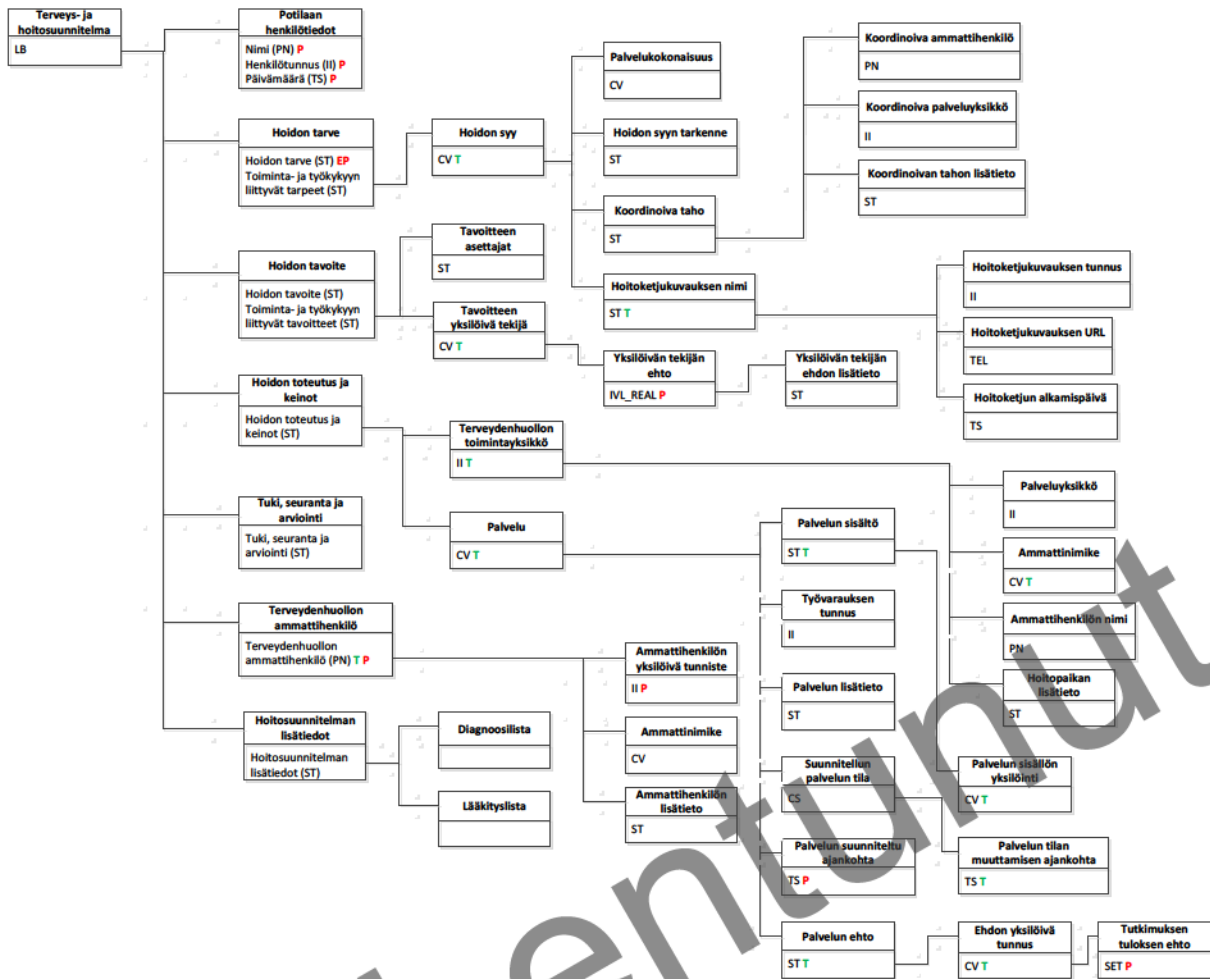 Terveys- ja
hoitosuunnitelma
LB
Potilaan
henkilötiedot
Nimi (PN) P
Henkilötunnus (II) P
Päivämäärä (TS) P
Hoidon tarve
Hoidon tarve (ST) EP
Toiminta- ja työkykyyn
liittyvät tarpeet (ST)
Hoidon syy
CV T
Palvelukokonaisuus
CV
Hoidon syyn tarkenne
ST
Koordinoiva taho
ST
Koordinoiva ammattihenkilö
PN
Koordinoiva palveluyksikkö
II
Koordinoivan tahon lisätieto
ST
Hoitoketjukuvauksen nimi
ST T
Hoitoketjukuvauksen tunnus
II
Hoitoketjukuvauksen URL
TEL
Hoitoketjun alkamispäivä
TS
Hoidon tavoite
Hoidon tavoite (ST)
Toiminta- ja työkykyyn
liittyvät tavoitteet (ST)
Tavoitteen
asettajat
ST
Tavoitteen
yksilöivä tekijä
CV T
Yksilöivän tekijän
ehto
IVL_REAL P
Yksilöivän tekijän
ehdon lisätieto
ST
Hoidon toteutus ja
keinot
Hoidon toteutus ja
keinot (ST)
Terveydenhuollon
toimintayksikkö
II T
Palveluyksikkö
II
Ammattinimike
CV T
Ammattihenkilön nimi
PN
Hoitopaikan
lisätieto
ST
Palvelu
CV T
Palvelun sisältö
ST T
Palvelun sisällön
yksilöinti
CV T
Työvarauksen
tunnus
II
Palvelun lisätieto
ST
Suunnitellun
palvelun tila
CS
Palvelun tilan
muuttamisen ajankohta
TS T
Palvelun suunniteltu
ajankohta
TS P
Palvelun ehto
ST T
Ehdon yksilöivä
tunnus
CV T
Tutkimuksen
tuloksen ehto
SET P
Tuki, seuranta ja
arviointi
Tuki, seuranta ja
arviointi (ST)
Terveydenhuollon
ammattihenkilö
Terveydenhuollon
ammattihenkilö (PN) T P
Ammattihenkilön
yksilöivä tunniste
II P
Ammattinimike
CV
Ammattihenkilön
lisätieto
ST
Hoitosuunnitelman
lisätiedot
Hoitosuunnitelman
lisätiedot (ST)
Diagnoosilista
Lääkityslista